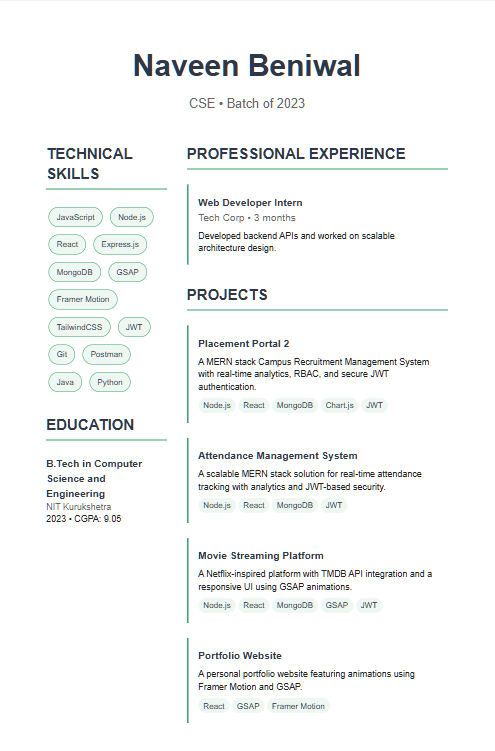 Naveen Beniwal
CSE • Batch of 2023
TECHNICAL
SKILLS
JavaScript Node.js
React Express.js
MongoDB GSAP
Framer Motion
TailwindCSS JWT
Git Postman
Java Python
EDUCATION
B.Tech in Computer
Science and
Engineering
NIT Kurukshetra
2023 • CGPA: 9.05
PROFESSIONAL EXPERIENCE
Web Developer Intern
Tech Corp • 3 months
Developed backend APIs and worked on scalable
architecture design.
PROJECTS
Placement Portal 2
A MERN stack Campus Recruitment Management System
with real-time analytics, RBAC, and secure JWT
authentication.
Node.js React MongoDB Chart.js JWT
Attendance Management System
A scalable MERN stack solution for real-time attendance
tracking with analytics and JWT-based security.
Node.js React MongoDB JWT
Movie Streaming Platform
A Netflix-inspired platform with TMDB API integration and a
responsive UI using GSAP animations.
Node.js React MongoDB GSAP JWT
Portfolio Website
A personal portfolio website featuring animations using
Framer Motion and GSAP.
React GSAP Framer Motion